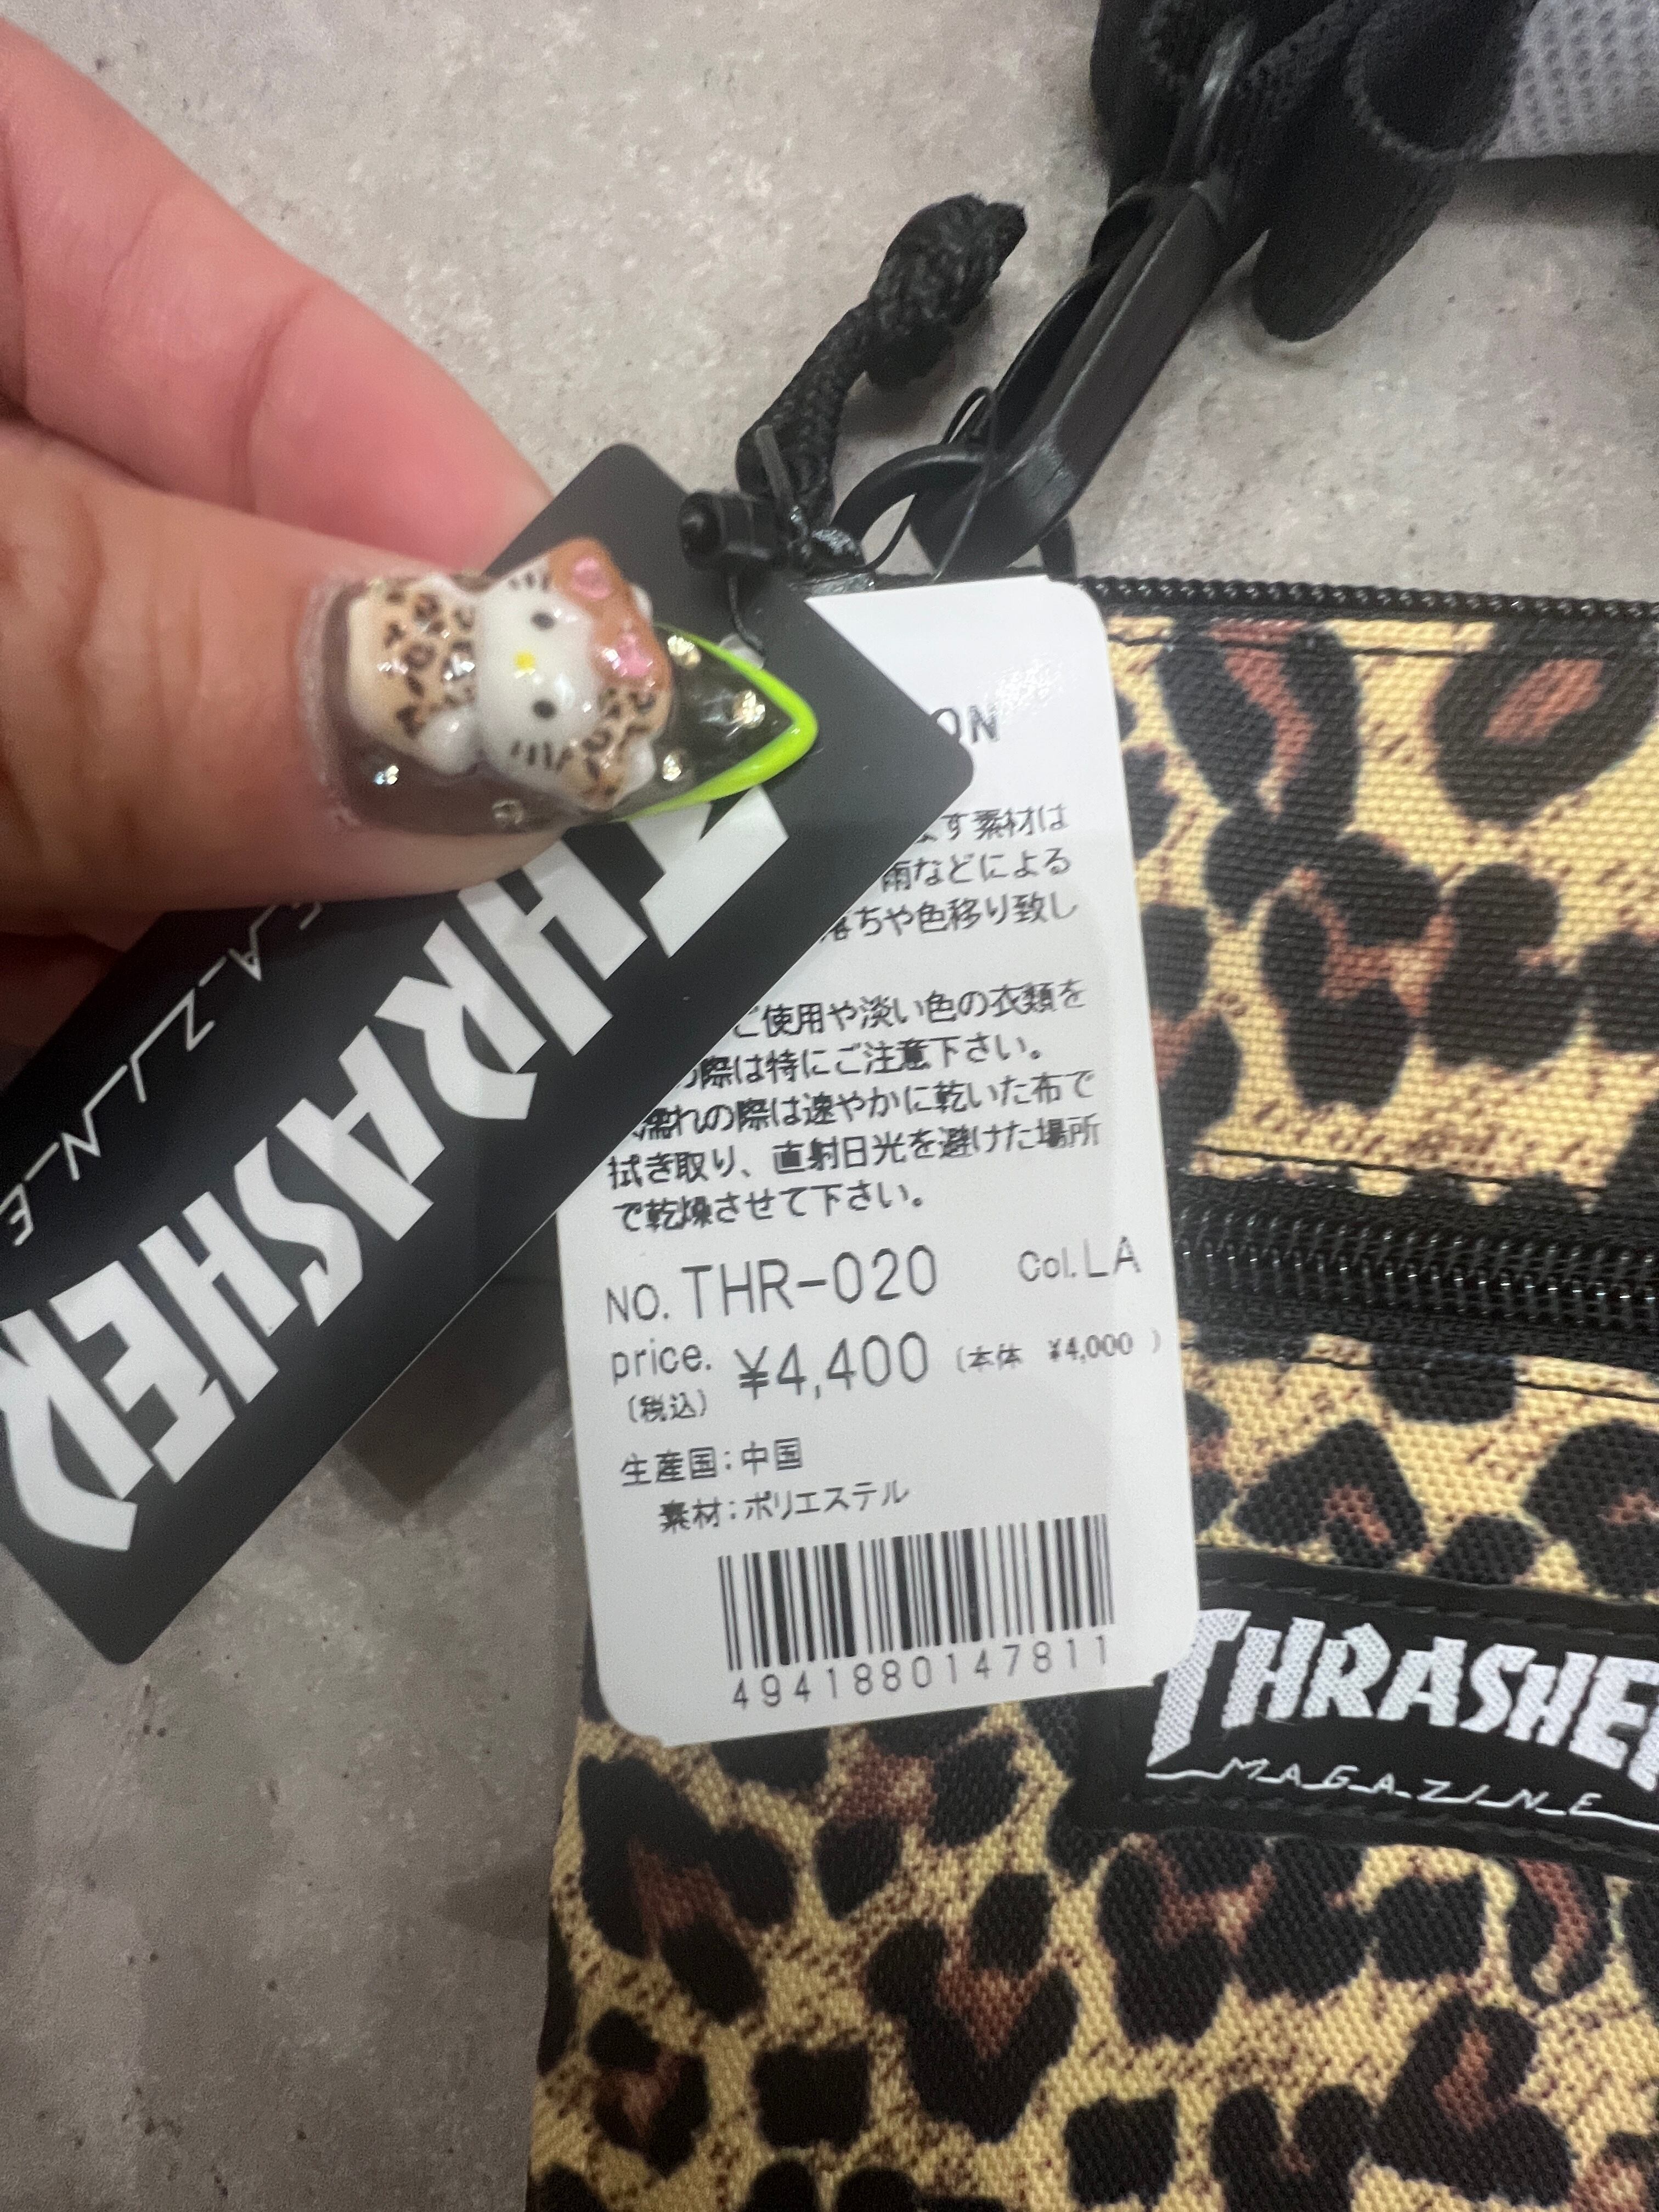 THRASHER
MAGAZINE
ます素材は
雨などによる
落ちや色移り致し
ご使用や淡い色の衣類を
の際は特にご注意下さい。
濡れの際は速やかに乾いた布で
拭き取り、直射日光を避けた場所
で乾燥させて下さい。
NO. THR-020 Col. LA
price. ¥4,400 (本体 ¥4,000 )
(税込)
生産国:中国
素材:ポリエステル
4941880147811
THRASHER
MAGAZINE